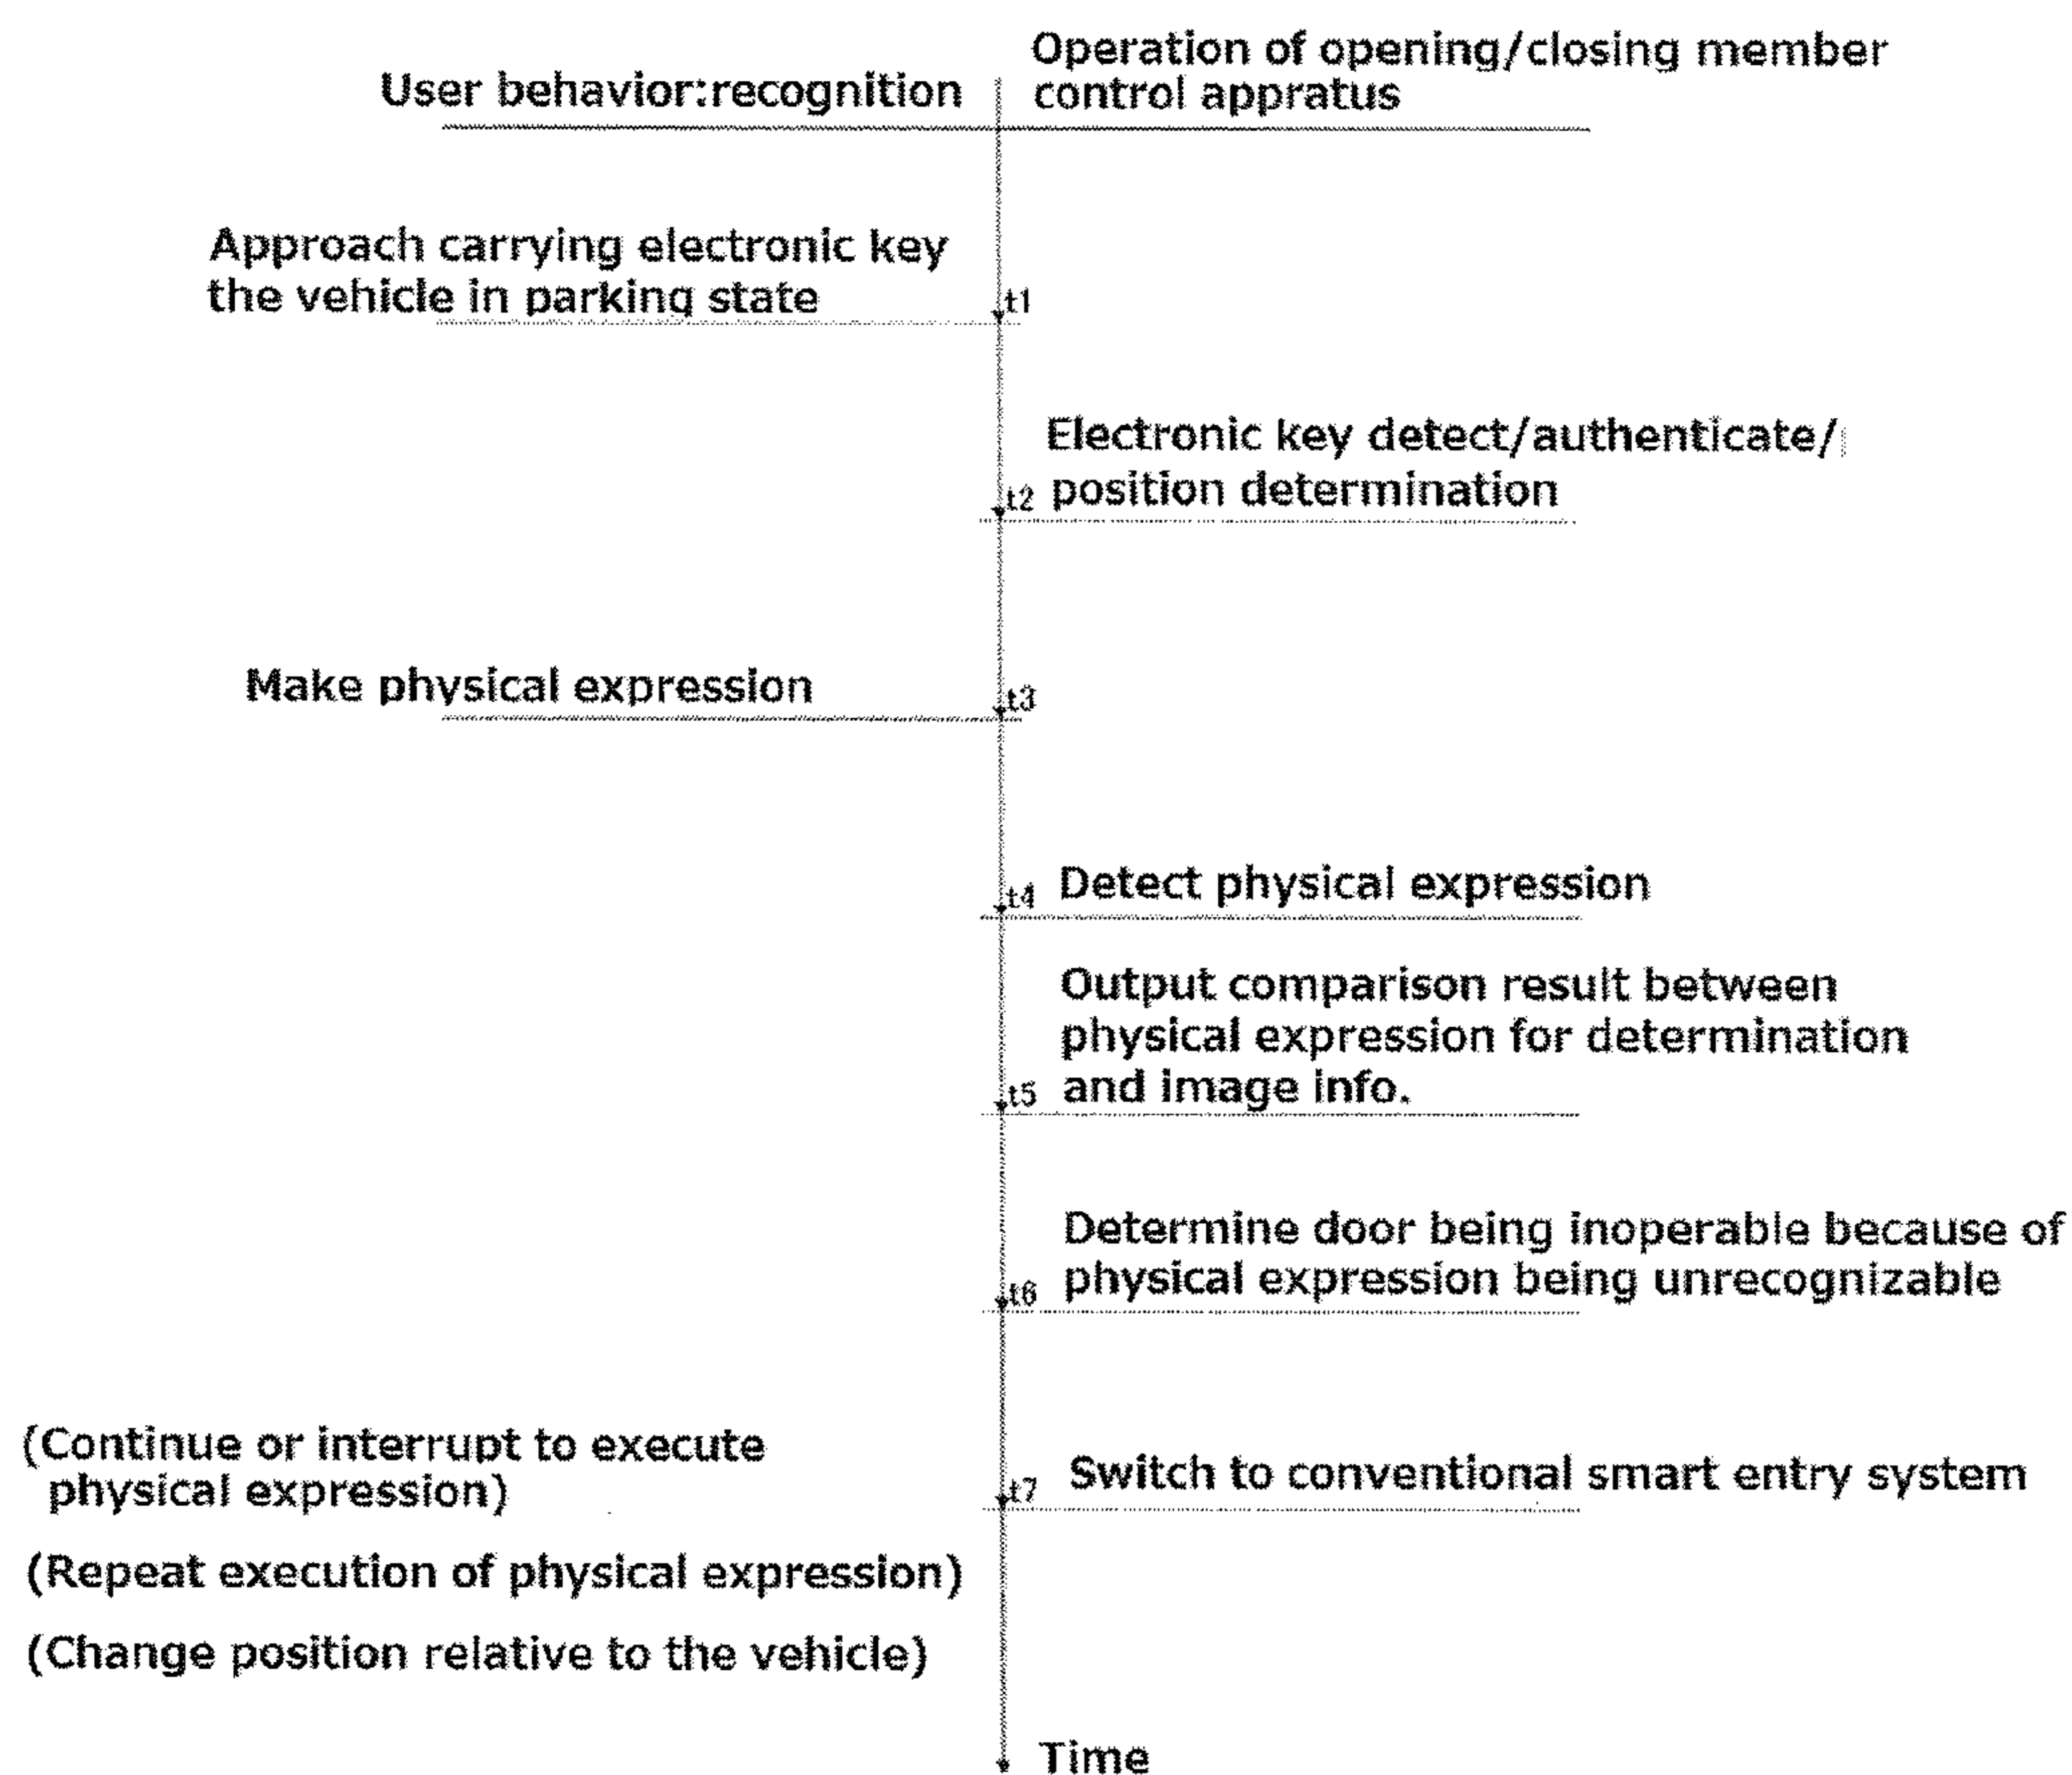 User behavior:recognition
Operation of opening/closing member
control appratus
Approach carrying electronic key
the vehicle in parking state
t1
Electronic key detect/authenticate/
t2 position determination
Make physical expression
t3
t4 Detect physical expression
Output comparison result between
physical expression for determination
t5 and image info.
Determine door being inoperable because of
t6 physical expression being unrecognizable
(Continue or interrupt to execute
physical expression)
t7 Switch to conventional smart entry system
(Repeat execution of physical expression)
(Change position relative to the vehicle)
Time